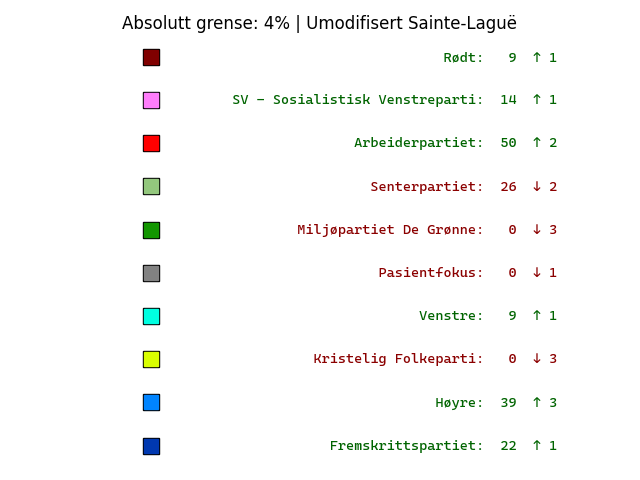 Absolutt grense: 4% | Umodifisert Sainte-Laguë
Rødt: 9 ↑ 1
SV – Sosialistisk Venstreparti: 14 ↑ 1
Arbeiderpartiet: 50 ↑ 2
Senterpartiet: 26 ↓ 2
Miljøpartiet De Grønne: 0 ↓ 3
Pasientfokus: 0 ↓ 1
Venstre: 9 ↑ 1
Kristelig Folkeparti: 0 ↓ 3
Høyre: 39 ↑ 3
Fremskrittspartiet: 22 ↑ 1